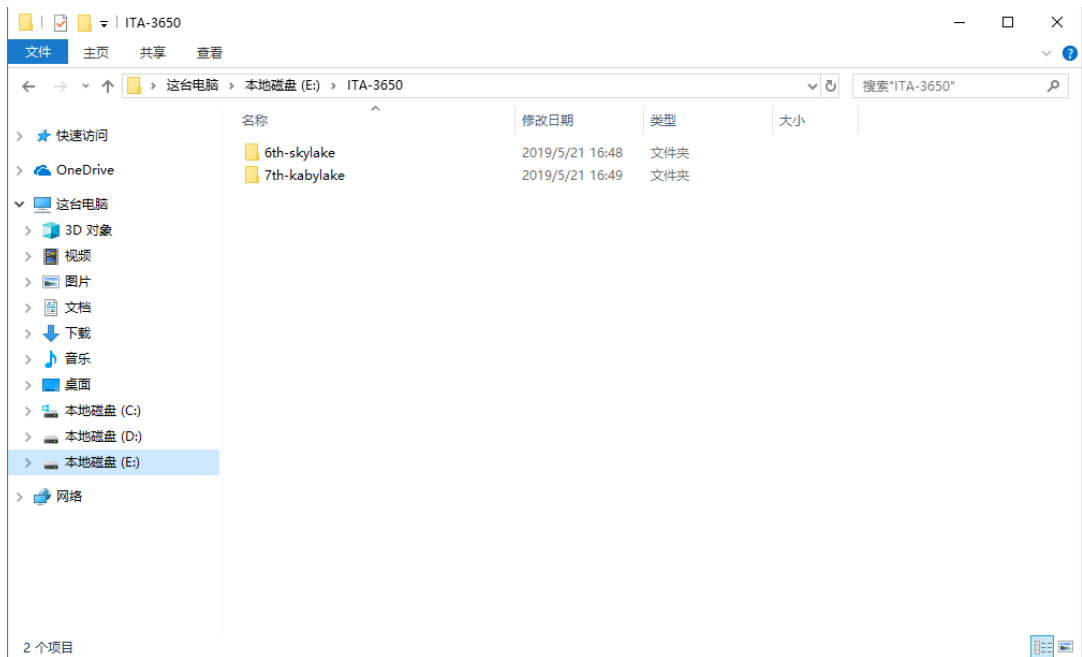 ITA-3650
文件 主页 共享 查看
这台电脑 › 本地磁盘 (E:) › ITA-3650 搜索"ITA-3650"
名称 修改日期 类型 大小
快速访问
6th-skylake 2019/5/21 16:48 文件夹
OneDrive
7th-kabylake 2019/5/21 16:49 文件夹
这台电脑
3D 对象
视频
图片
文档
下载
音乐
桌面
本地磁盘 (C:)
本地磁盘 (D:)
本地磁盘 (E:)
网络
2 个项目